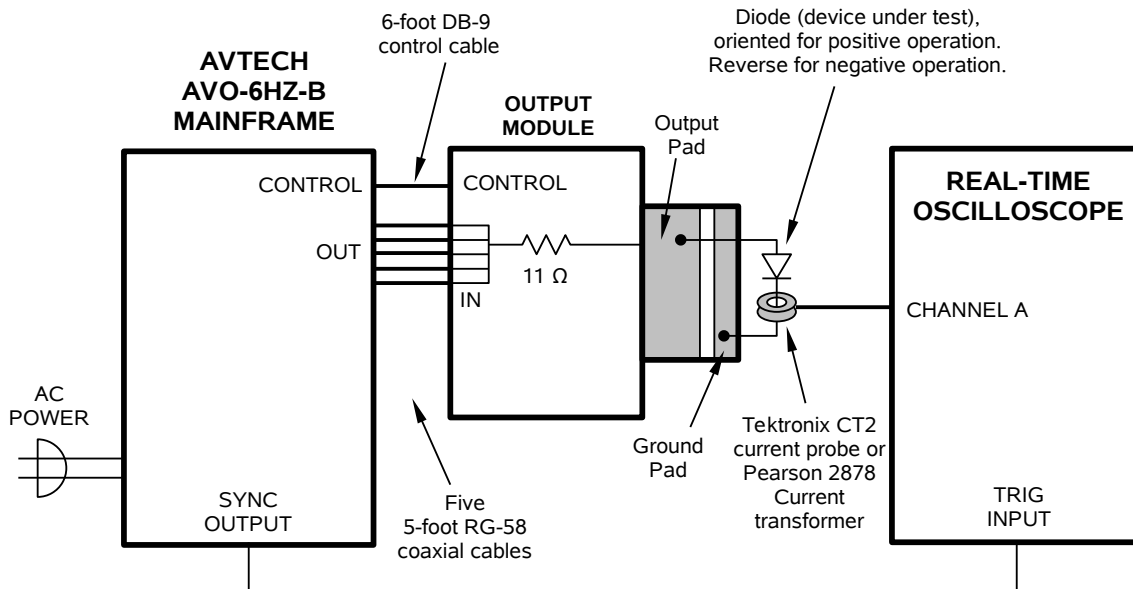 6-foot DB-9
control cable
Diode (device under test),
oriented for positive operation.
Reverse for negative operation.
AVTECH
AVO-6HZ-B
MAINFRAME
OUTPUT
MODULE
Output
Pad
REAL-TIME
OSCILLOSCOPE
CONTROL
CONTROL
OUT
11 Ω
IN
CHANNEL A
AC
POWER
Ground
Pad
Tektronix CT2
current probe or
Pearson 2878
Current
transformer
SYNC
OUTPUT
Five
5-foot RG-58
coaxial cables
TRIG
INPUT